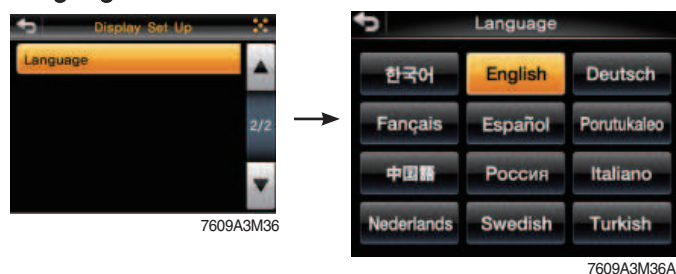 Display Set Up
Language
2/2
7609A3M36
Language
한국어 English Deutsch
Fançais Español Porutukaleo
中国語 Россия Italiano
Nederlands Swedish Turkish
7609A3M36A